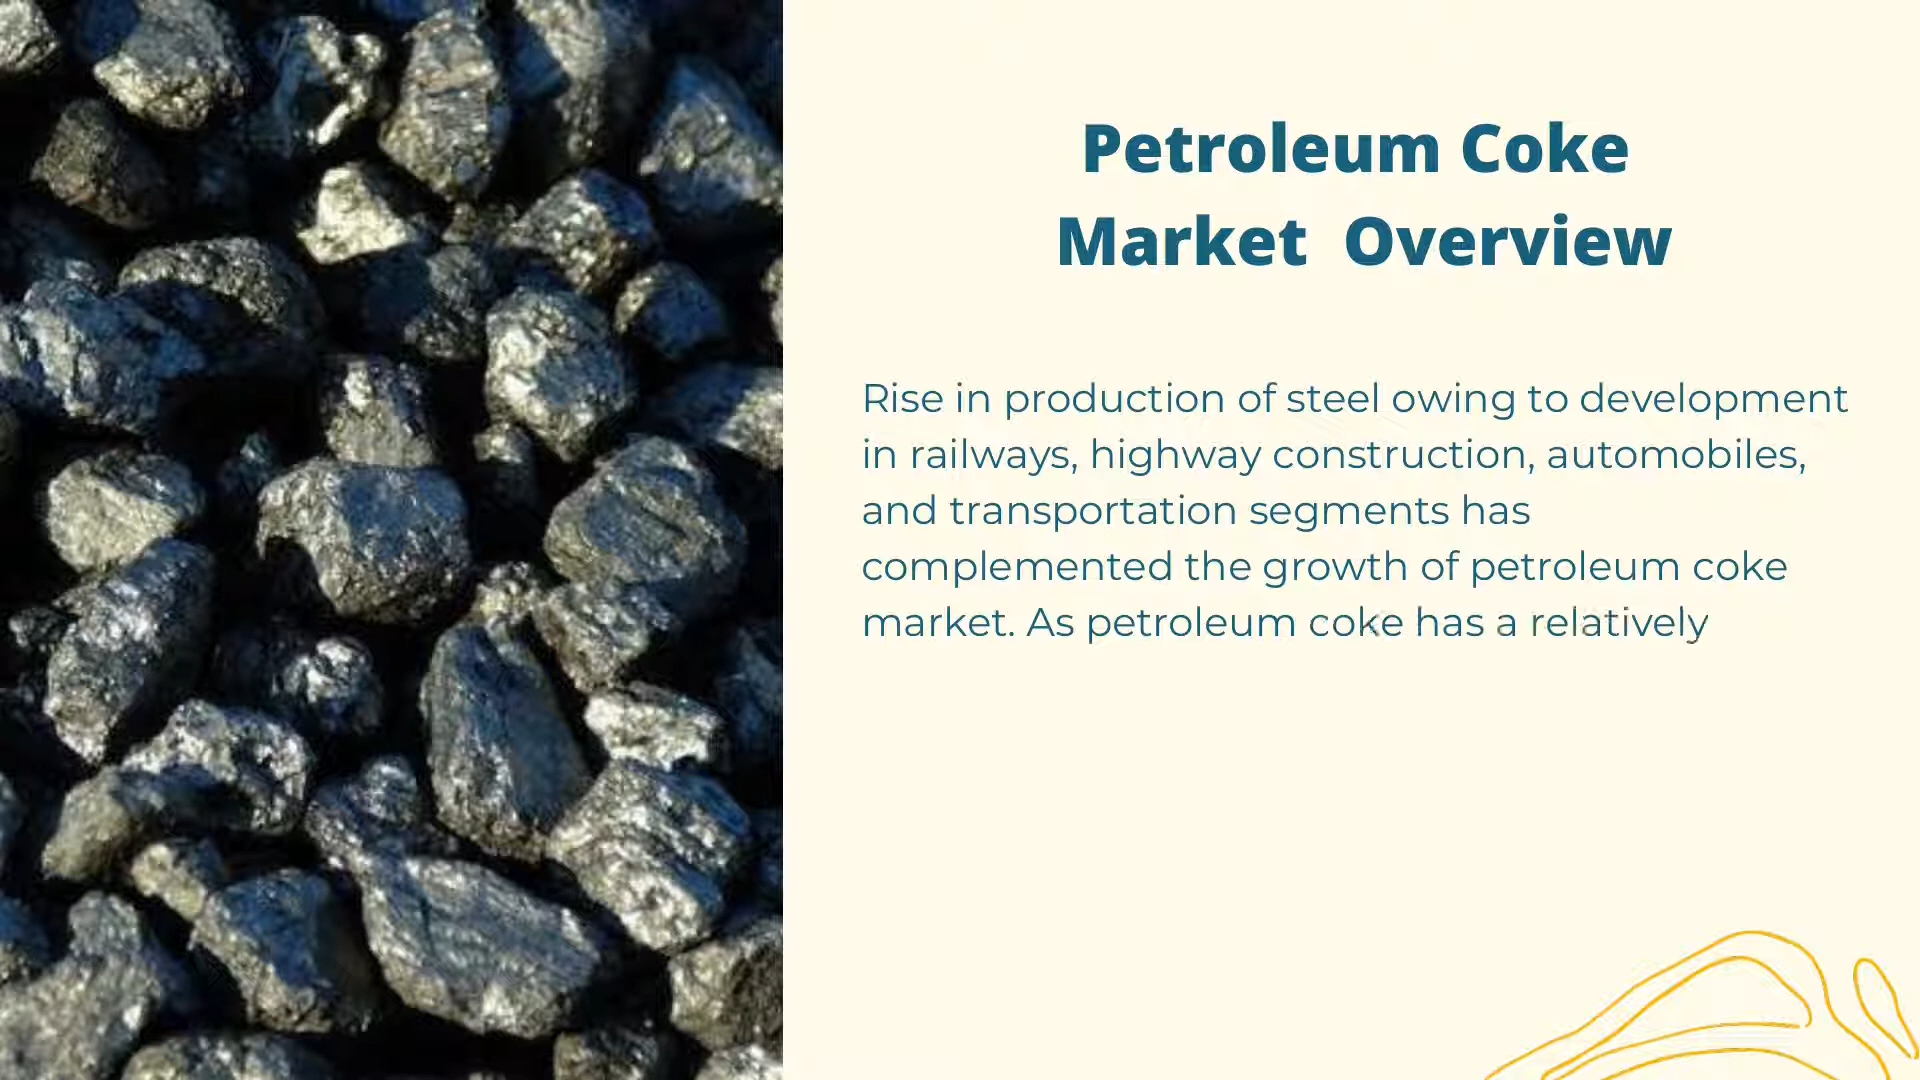 Petroleum Coke
Market Overview
Rise in production of steel owing to development
in railways, highway construction, automobiles,
and transportation segments has
complemented the growth of petroleum coke
market. As petroleum coke has a relatively